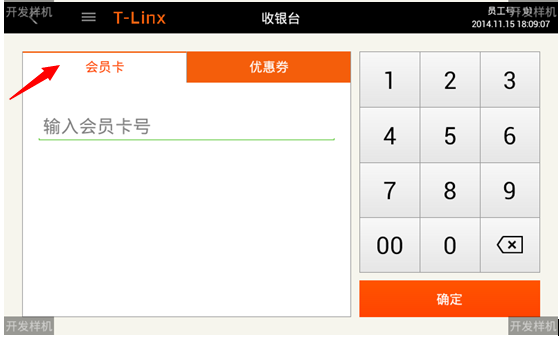 开发样机
T-Linx
收银台
员工号：01
开发样机
2014.11.15 18:09:07
会员卡
优惠券
输入会员卡号
1 2 3
4 5 6
7 8 9
00 0
确定
开发样机
开发样机